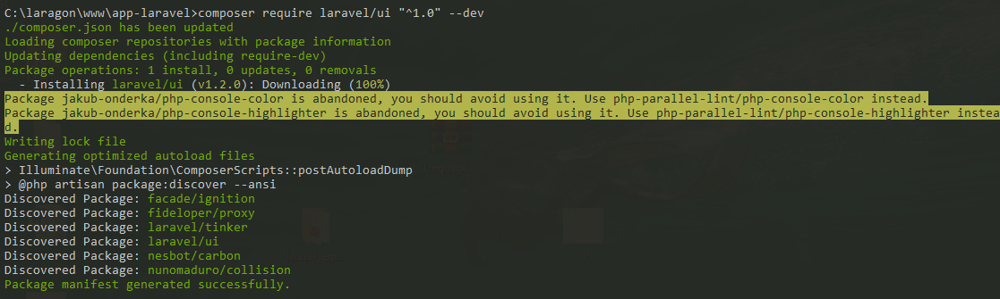 C:\laragon\www\app-laravel>composer require laravel/ui "^1.0" --dev
./composer.json has been updated
Loading composer repositories with package information
Updating dependencies (including require-dev)
Package operations: 1 install, 0 updates, 0 removals
  - Installing laravel/ui (v1.2.0): Downloading (100%)
Package jakub-onderka/php-console-color is abandoned, you should avoid using it. Use php-parallel-lint/php-console-color instead.
Package jakub-onderka/php-console-highlighter is abandoned, you should avoid using it. Use php-parallel-lint/php-console-highlighter instea
d.
Writing lock file
Generating optimized autoload files
> Illuminate\Foundation\ComposerScripts::postAutoloadDump
> @php artisan package:discover --ansi
Discovered Package: facade/ignition
Discovered Package: fideloper/proxy
Discovered Package: laravel/tinker
Discovered Package: laravel/ui
Discovered Package: nesbot/carbon
Discovered Package: nunomaduro/collision
Package manifest generated successfully.